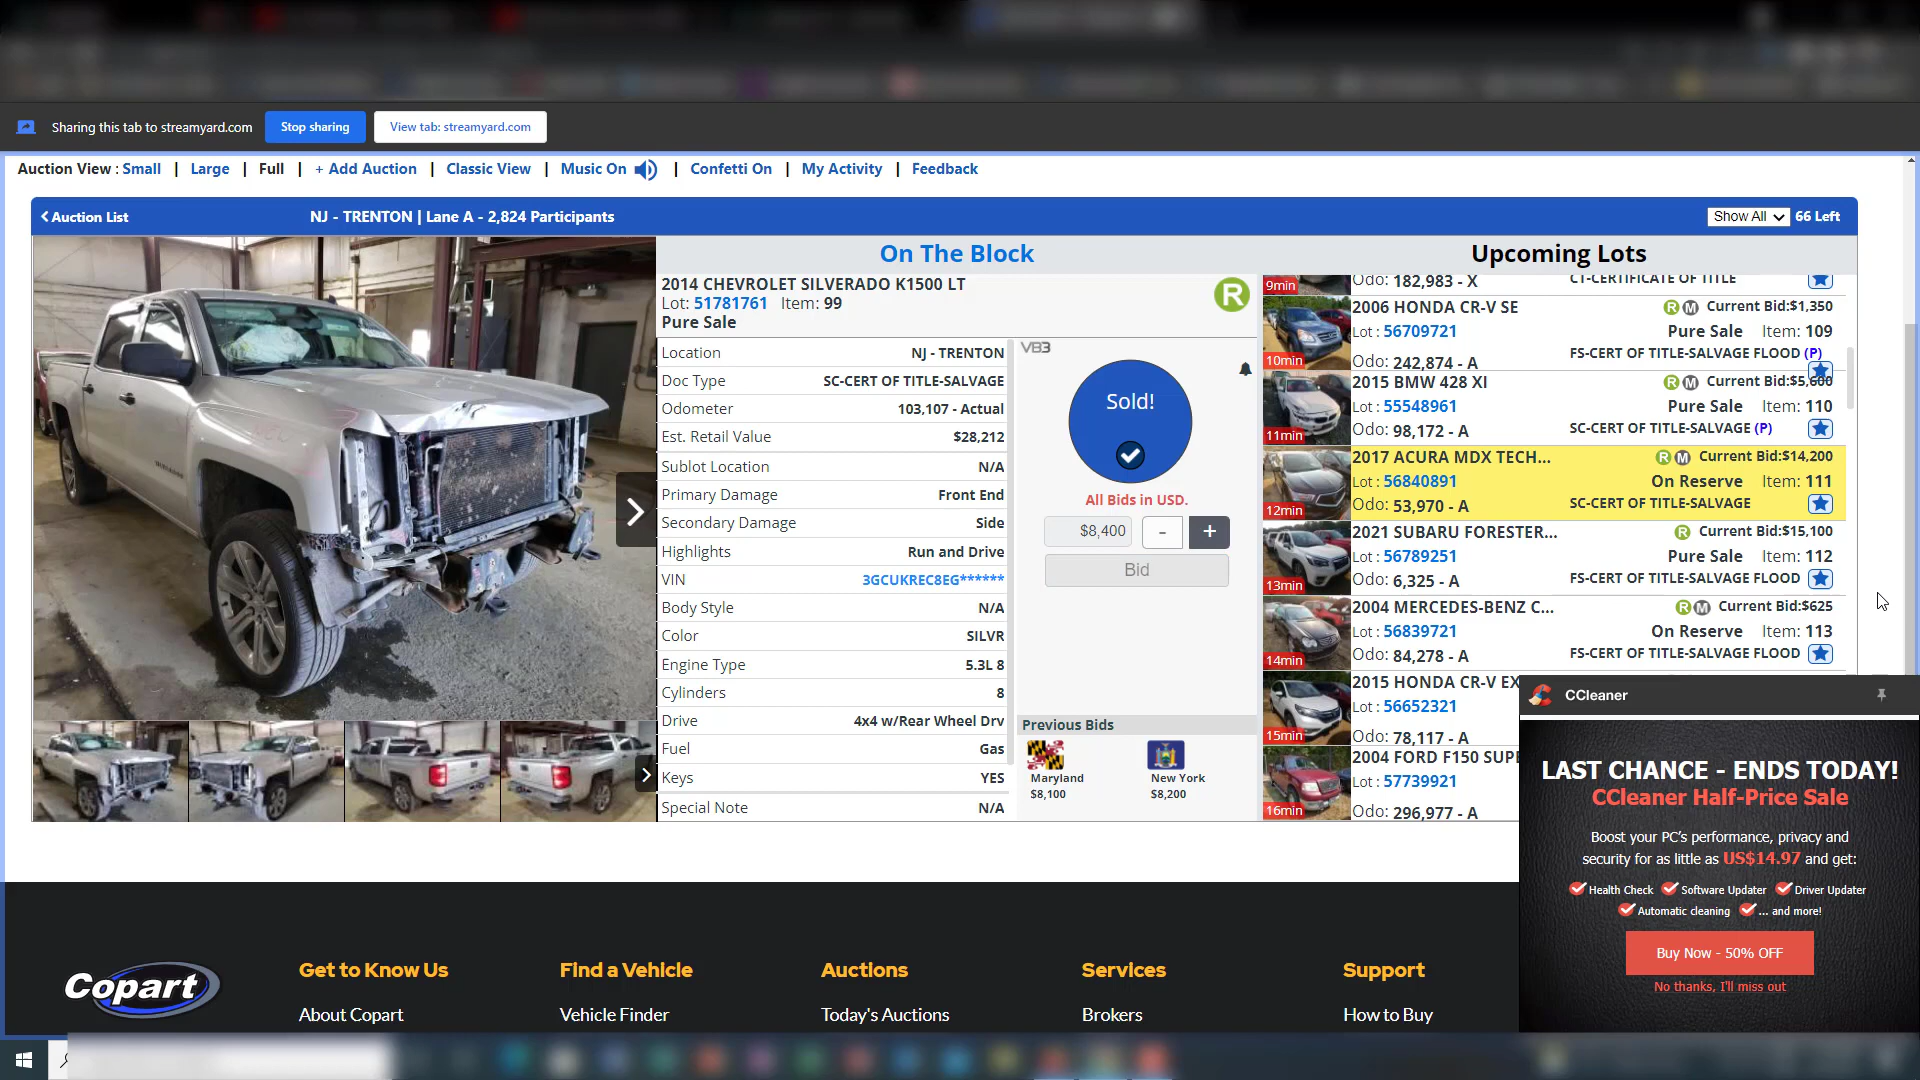 Sharing this tab to streamyard.com Stop sharing View tab: streamyard.com
Auction View : Small | Large | Full | + Add Auction | Classic View | Music On | Confetti On | My Activity | Feedback
Auction List NJ - TRENTON | Lane A - 2,824 Participants Show All 66 Left
On The Block
2014 CHEVROLET SILVERADO K1500 LT
Lot: 51781761 Item: 99
Pure Sale
R
Location NJ - TRENTON
Doc Type SC-CERT OF TITLE-SALVAGE
Odometer 103,107 - Actual
Est. Retail Value $28,212
Sublot Location N/A
Primary Damage Front End
Secondary Damage Side
Highlights Run and Drive
VIN 3GCUKREC8EG******
Body Style N/A
Color SILVR
Engine Type 5.3L 8
Cylinders 8
Drive 4x4 w/Rear Wheel Drv
Fuel Gas
Keys YES
Special Note N/A
VB3
Sold!
All Bids in USD.
$8,400 - +
Bid
Previous Bids
Maryland
$8,100
New York
$8,200
Upcoming Lots
9min
Odo: 182,983 - X CT-CERTIFICATE OF TITLE
2006 HONDA CR-V SE R M Current Bid:$1,350
Lot : 56709721 Pure Sale Item: 109
10min
Odo: 242,874 - A FS-CERT OF TITLE-SALVAGE FLOOD (P)
2015 BMW 428 XI R M Current Bid:$5,600
Lot : 55548961 Pure Sale Item: 110
11min
Odo: 98,172 - A SC-CERT OF TITLE-SALVAGE (P)
2017 ACURA MDX TECH... R M Current Bid:$14,200
Lot : 56840891 On Reserve Item: 111
12min
Odo: 53,970 - A SC-CERT OF TITLE-SALVAGE
2021 SUBARU FORESTER... R Current Bid:$15,100
Lot : 56789251 Pure Sale Item: 112
13min
Odo: 6,325 - A FS-CERT OF TITLE-SALVAGE FLOOD
2004 MERCEDES-BENZ C... R M Current Bid:$625
Lot : 56839721 On Reserve Item: 113
14min
Odo: 84,278 - A FS-CERT OF TITLE-SALVAGE FLOOD
2015 HONDA CR-V EX
Lot : 56652321
15min
Odo: 78,117 - A
2004 FORD F150 SUPE
Lot : 57739921
16min
Odo: 296,977 - A
CCleaner
LAST CHANCE - ENDS TODAY!
CCleaner Half-Price Sale
Boost your PC's performance, privacy and
security for as little as US$14.97 and get:
Health Check Software Updater Driver Updater
Automatic cleaning ... and more!
Buy Now - 50% OFF
No thanks, I'll miss out
Copart
Get to Know Us
About Copart
Find a Vehicle
Vehicle Finder
Auctions
Today's Auctions
Services
Brokers
Support
How to Buy